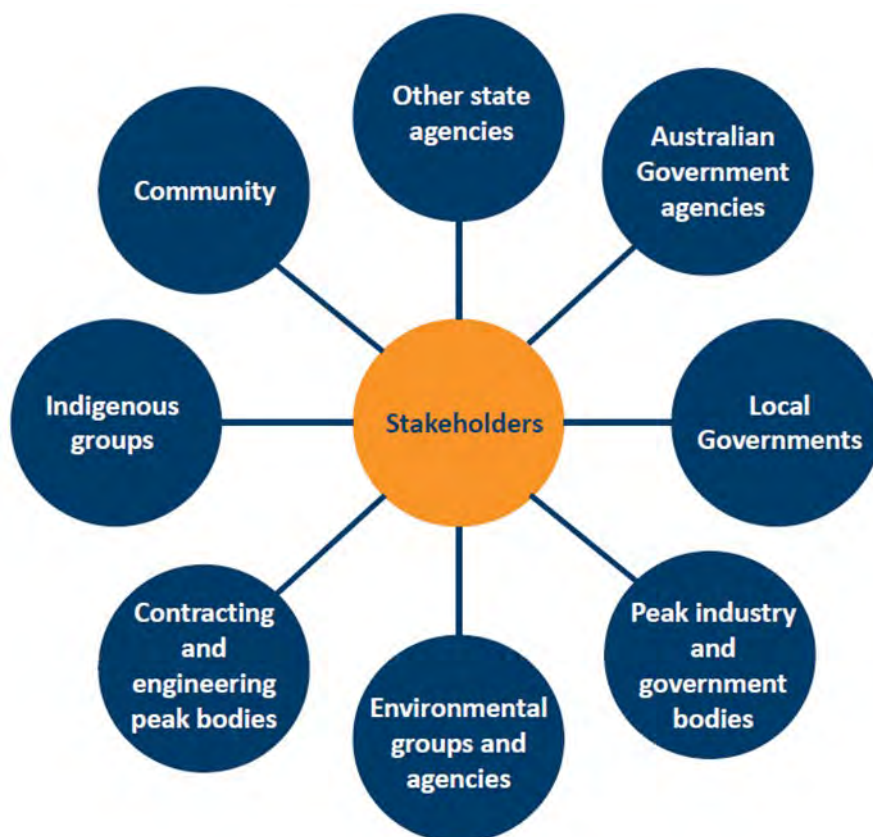 Other state
agencies
Australian
Government
agencies
Community
Indigenous
groups
Stakeholders
Local
Governments
Contracting
and
engineering
peak bodies
Environmental
groups and
agencies
Peak industry
and
government
bodies